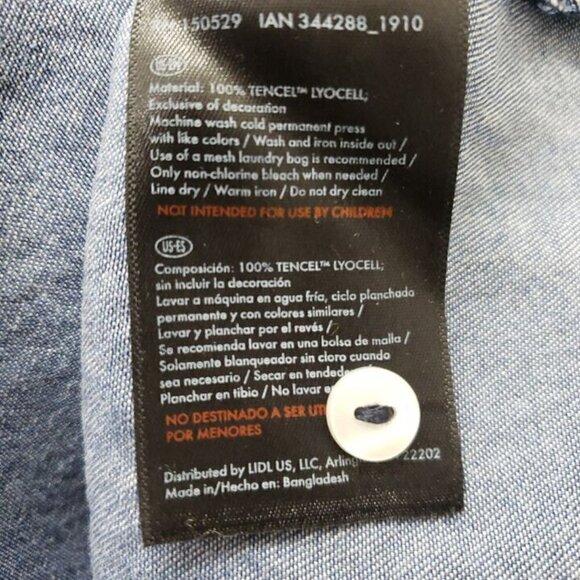 150529 IAN 344288_1910
US-EN
Material: 100% TENCEL™ LYOCELL;
Exclusive of decoration
Machine wash cold permanent press
with like colors / Wash and iron inside out /
Use of a mesh laundry bag is recommended /
Only non-chlorine bleach when needed /
Line dry / Warm iron / Do not dry clean
NOT INTENDED FOR USE BY CHILDREN
US-ES
Composición: 100% TENCEL™ LYOCELL;
sin incluir la decoración
Lavar a máquina en agua fría, ciclo planchado
permanente y con colores similares /
Lavar y planchar por el revés /
Se recomienda lavar en una bolsa de malla /
Solamente blanqueador sin cloro cuando
sea necesario / Secar en
Planchar en tibio / No lavar
NO DESTINADO A SER
POR MENORES
Distributed by LIDL US, LLC, 22202
Made in/Hecho en: Bangladesh